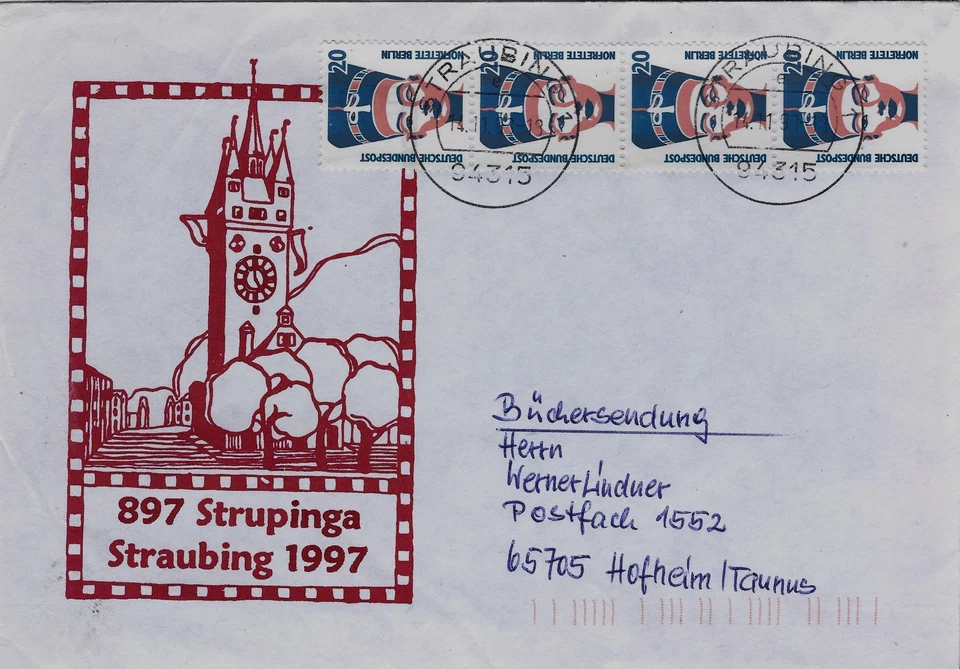 20 NOFRETETE BERLIN DEUTSCHE BUNDESPOST
20 NOFRETETE BERLIN DEUTSCHE BUNDESPOST
20 NOFRETETE BERLIN DEUTSCHE BUNDESPOST
20 NOFRETETE BERLIN DEUTSCHE BUNDESPOST
STRAUBING
94315
STRAUBING
94315
Büchersendung
Herrn
Werner Lindner
Postfach 1552
65705 Hofheim/Taunus
897 Strupinga
Straubing 1997